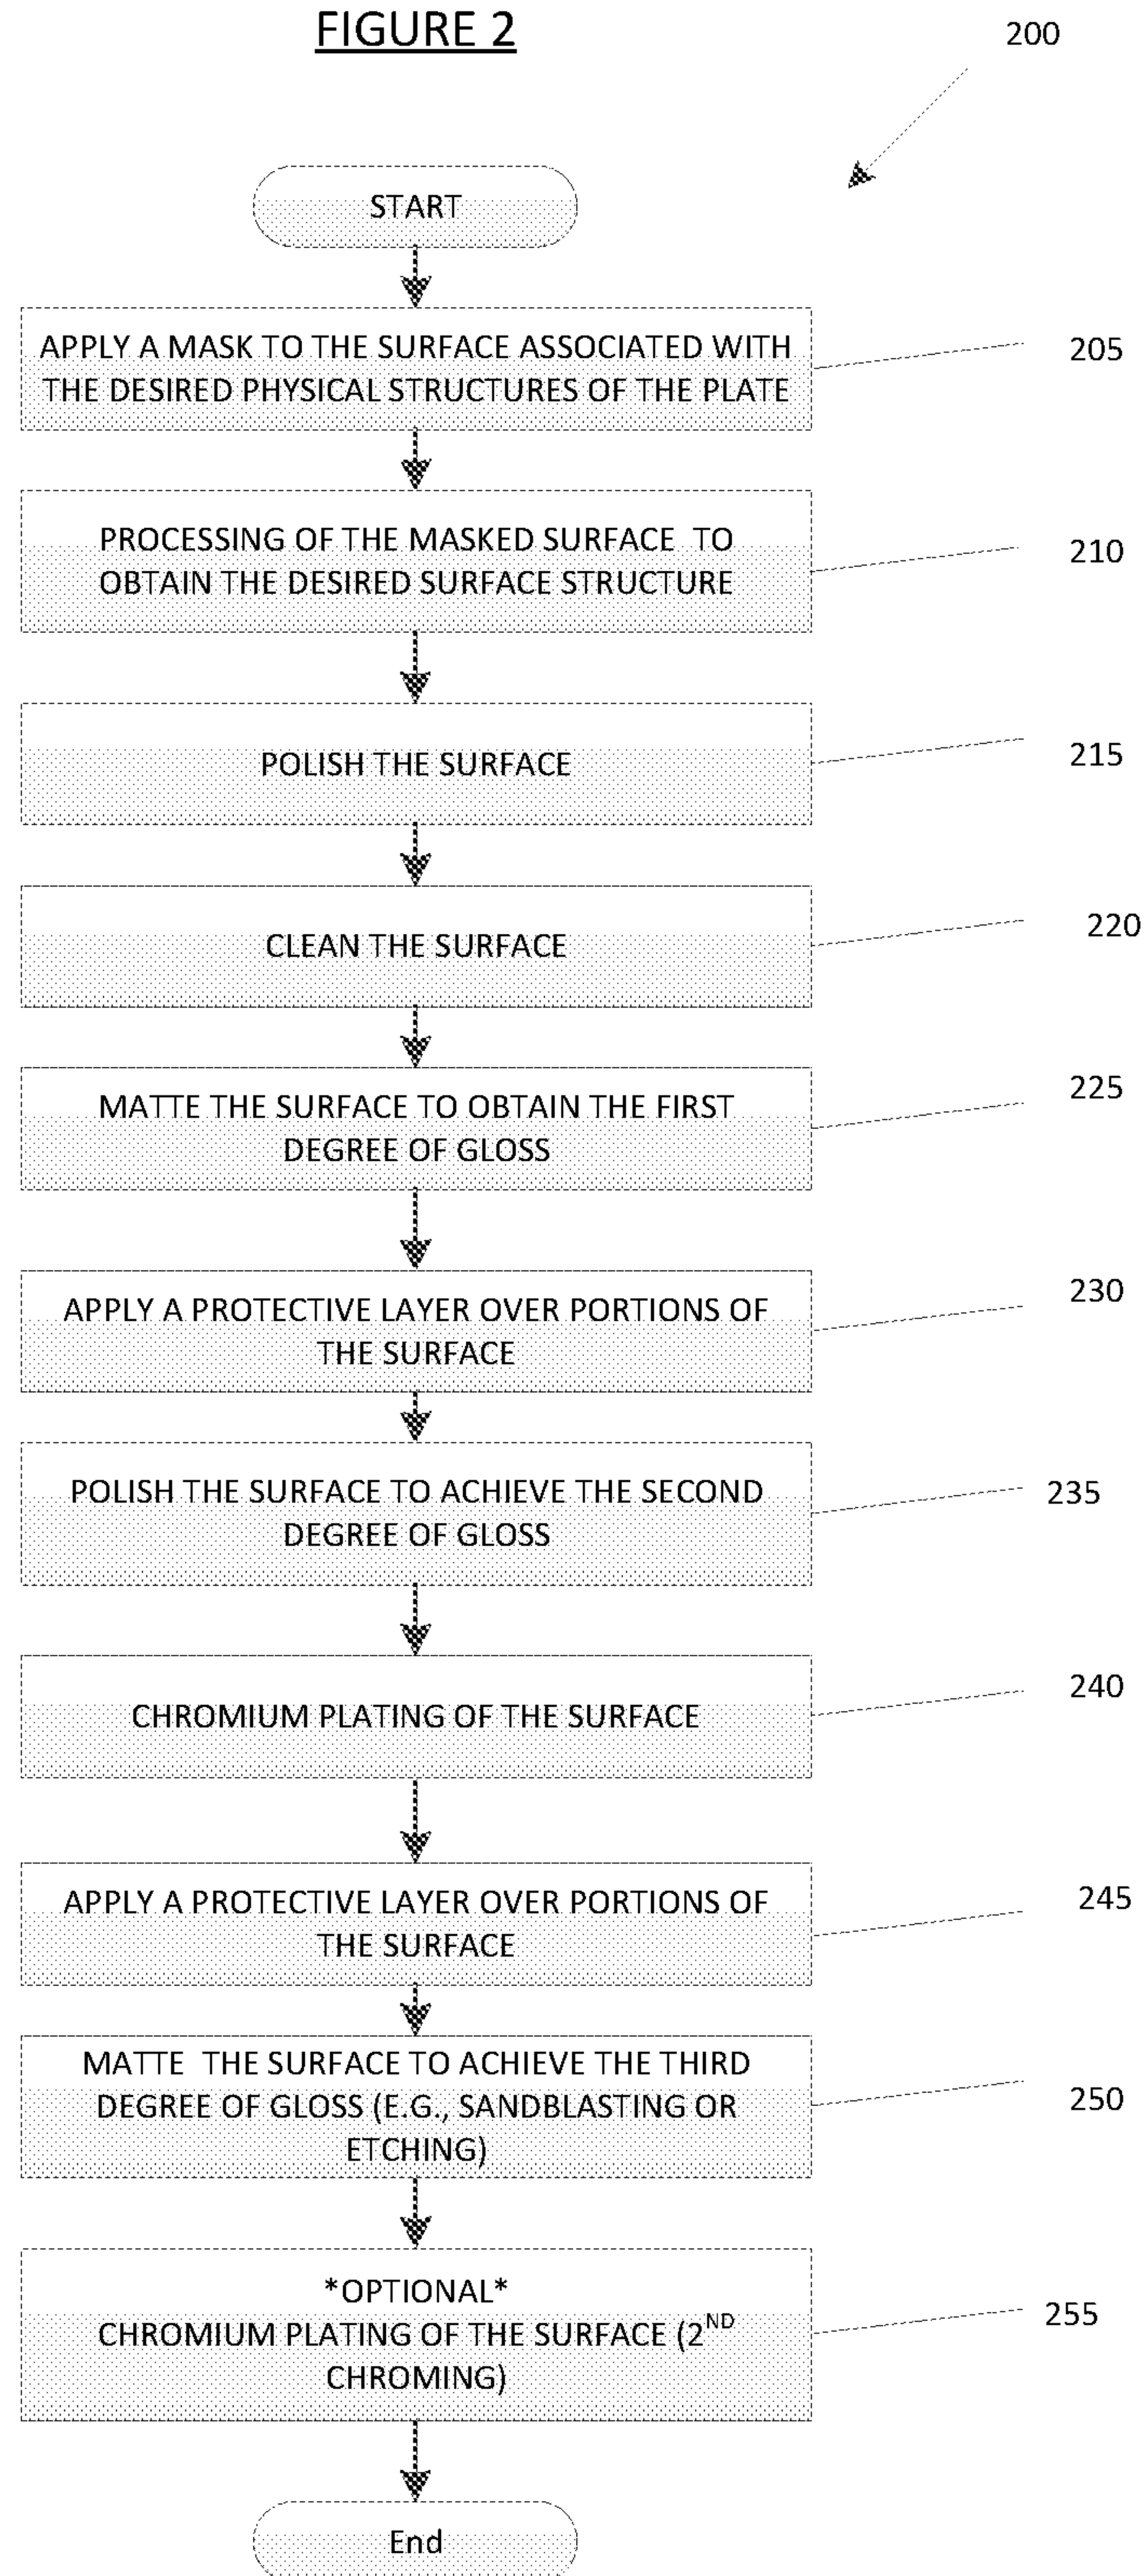 FIGURE 2
200
START
APPLY A MASK TO THE SURFACE ASSOCIATED WITH
THE DESIRED PHYSICAL STRUCTURES OF THE PLATE
205
PROCESSING OF THE MASKED SURFACE TO
OBTAIN THE DESIRED SURFACE STRUCTURE
210
POLISH THE SURFACE
215
CLEAN THE SURFACE
220
MATTE THE SURFACE TO OBTAIN THE FIRST
DEGREE OF GLOSS
225
APPLY A PROTECTIVE LAYER OVER PORTIONS OF
THE SURFACE
230
POLISH THE SURFACE TO ACHIEVE THE SECOND
DEGREE OF GLOSS
235
CHROMIUM PLATING OF THE SURFACE
240
APPLY A PROTECTIVE LAYER OVER PORTIONS OF
THE SURFACE
245
MATTE THE SURFACE TO ACHIEVE THE THIRD
DEGREE OF GLOSS (E.G., SANDBLASTING OR
ETCHING)
250
*OPTIONAL*
CHROMIUM PLATING OF THE SURFACE (2ND
CHROMING)
255
End